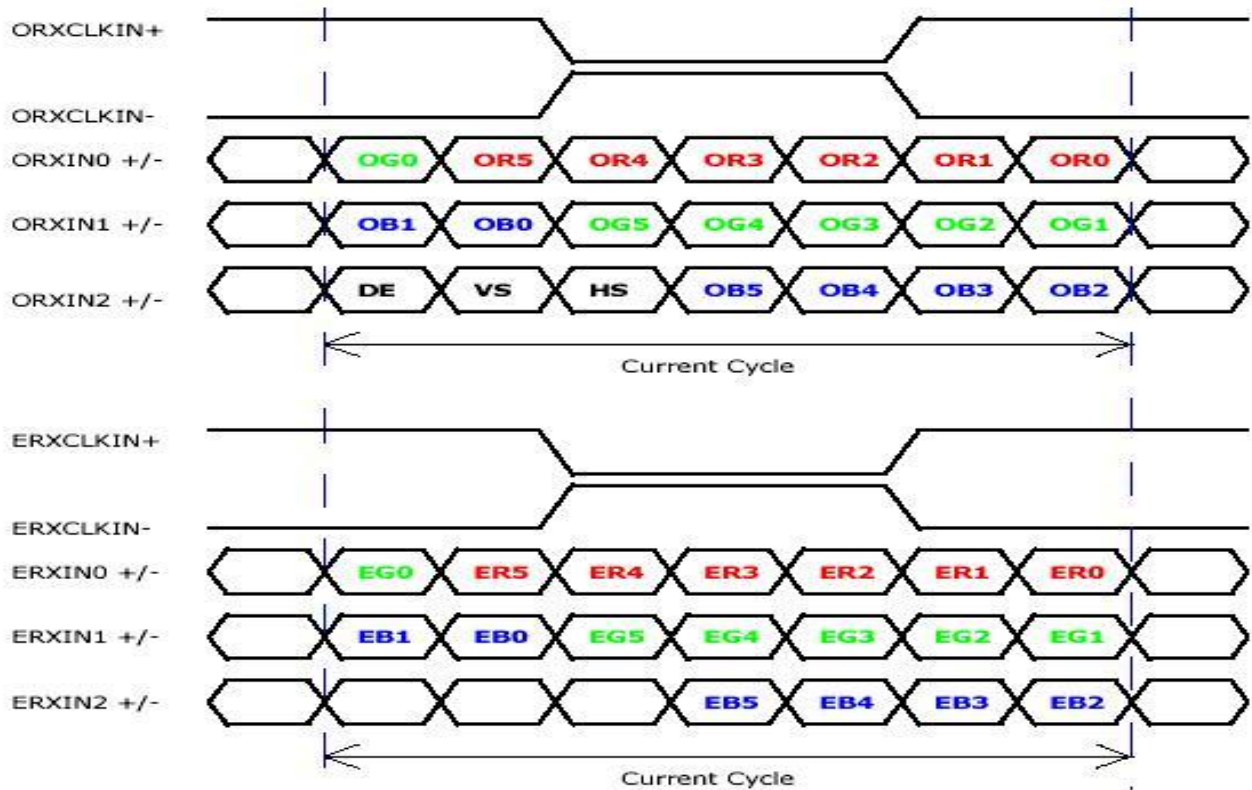 ORXCLKIN+
ORXCLKIN-
ORXIN0 +/- OG0 OR5 OR4 OR3 OR2 OR1 OR0
ORXIN1 +/- OB1 OB0 OG5 OG4 OG3 OG2 OG1
ORXIN2 +/- DE VS HS OB5 OB4 OB3 OB2
Current Cycle
ERXCLKIN+
ERXCLKIN-
ERXIN0 +/- EG0 ER5 ER4 ER3 ER2 ER1 ER0
ERXIN1 +/- EB1 EB0 EG5 EG4 EG3 EG2 EG1
ERXIN2 +/- EB5 EB4 EB3 EB2
Current Cycle